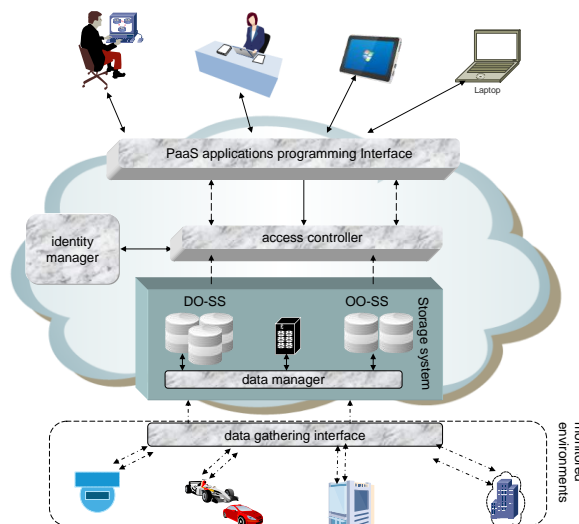 Laptop
PaaS applications programming Interface
identity
manager
access controller
DO-SS
OO-SS
Storage system
data manager
data gathering interface
monitored
environments